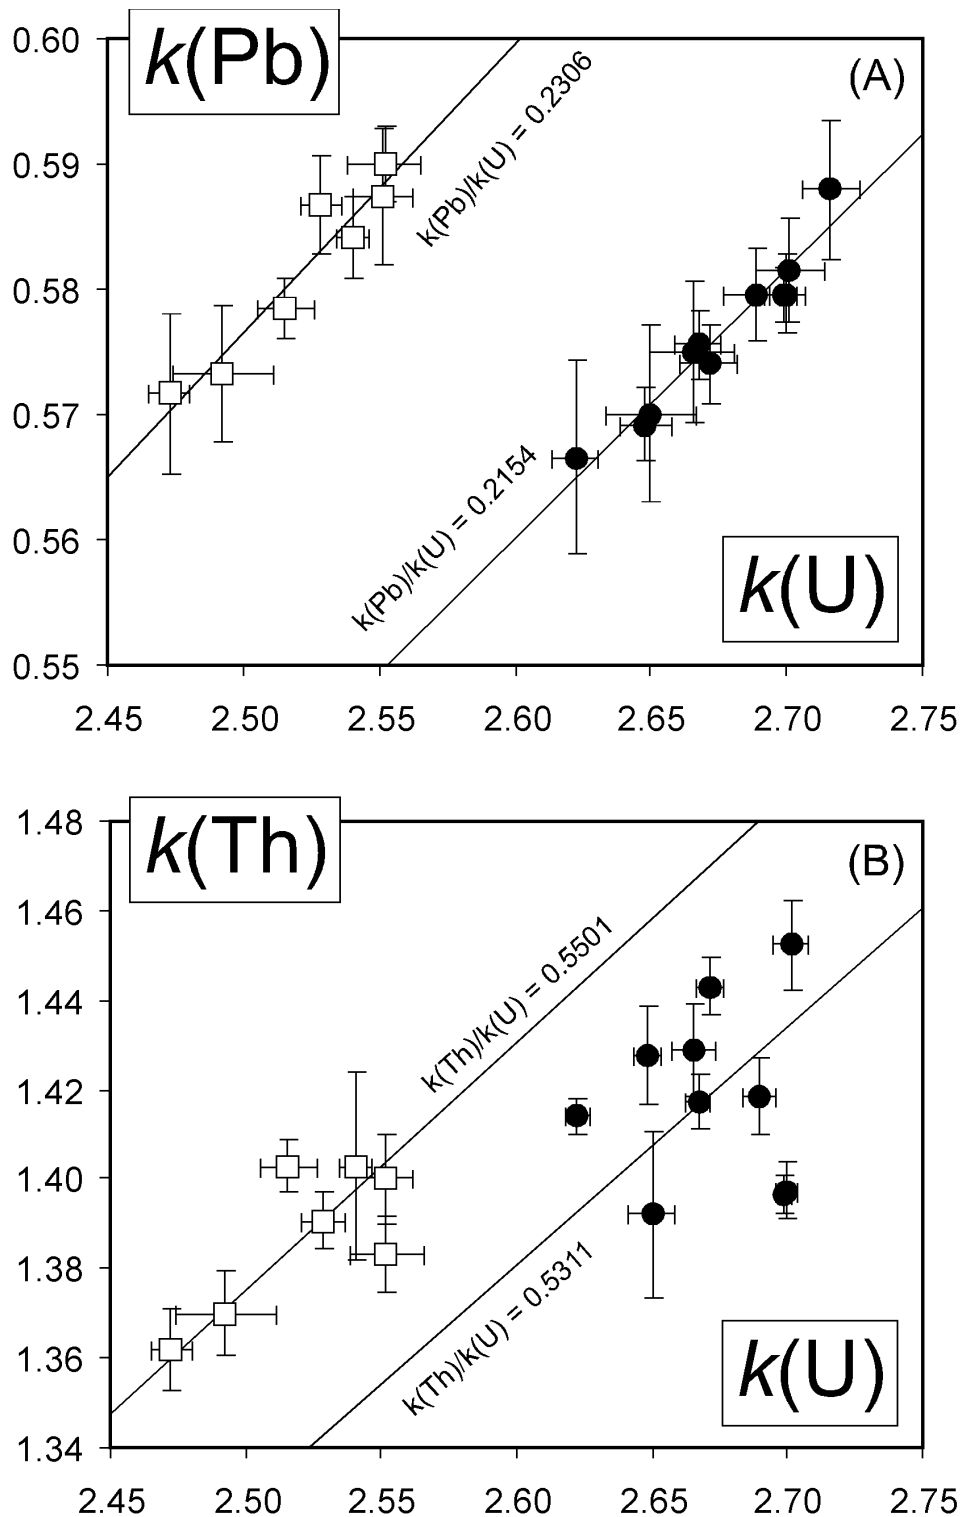 k(Pb)
(A)
0.60
0.59
0.58
0.57
0.56
0.55
k(Pb)/k(U) = 0.2306
k(Pb)/k(U) = 0.2154
k(U)
2.45 2.50 2.55 2.60 2.65 2.70 2.75
k(Th)
(B)
1.48
1.46
1.44
1.42
1.40
1.38
1.36
1.34
k(Th)/k(U) = 0.5501
k(Th)/k(U) = 0.5311
k(U)
2.45 2.50 2.55 2.60 2.65 2.70 2.75